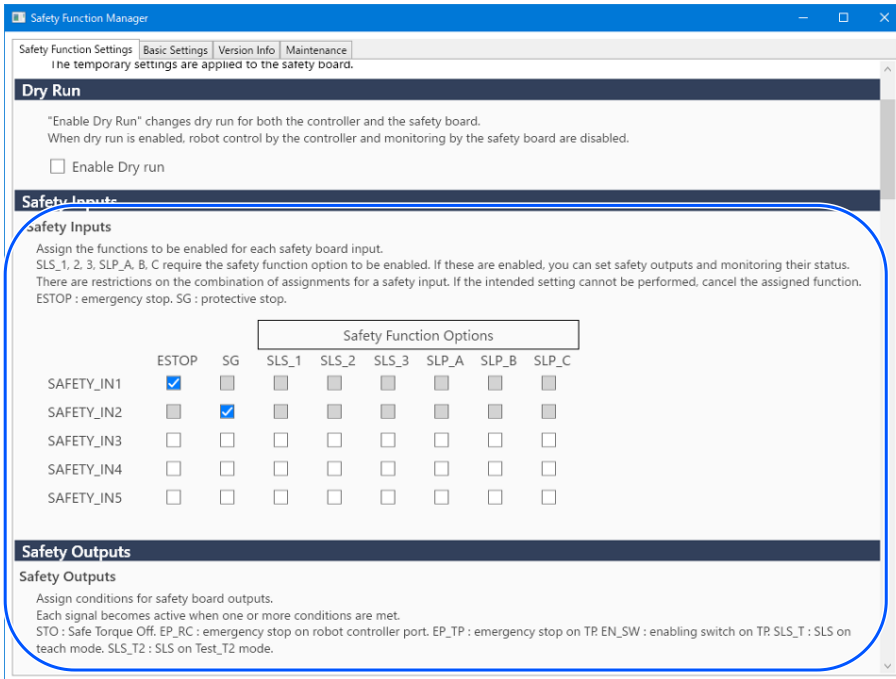 Safety Function Manager
Safety Function Settings Basic Settings Version Info Maintenance
The temporary settings are applied to the safety board.
Dry Run
"Enable Dry Run" changes dry run for both the controller and the safety board.
When dry run is enabled, robot control by the controller and monitoring by the safety board are disabled.
Enable Dry run
Safety Inputs
Safety Inputs
Assign the functions to be enabled for each safety board input.
SLS_1, 2, 3, SLP_A, B, C require the safety function option to be enabled. If these are enabled, you can set safety outputs and monitoring their status.
There are restrictions on the combination of assignments for a safety input. If the intended setting cannot be performed, cancel the assigned function.
ESTOP : emergency stop. SG : protective stop.
Safety Function Options
ESTOP SG SLS_1 SLS_2 SLS_3 SLP_A SLP_B SLP_C
SAFETY_IN1
SAFETY_IN2
SAFETY_IN3
SAFETY_IN4
SAFETY_IN5
Safety Outputs
Safety Outputs
Assign conditions for safety board outputs.
Each signal becomes active when one or more conditions are met.
STO : Safe Torque Off. EP_RC : emergency stop on robot controller port. EP_TP : emergency stop on TP. EN_SW : enabling switch on TP. SLS_T : SLS on
teach mode. SLS_T2 : SLS on Test_T2 mode.